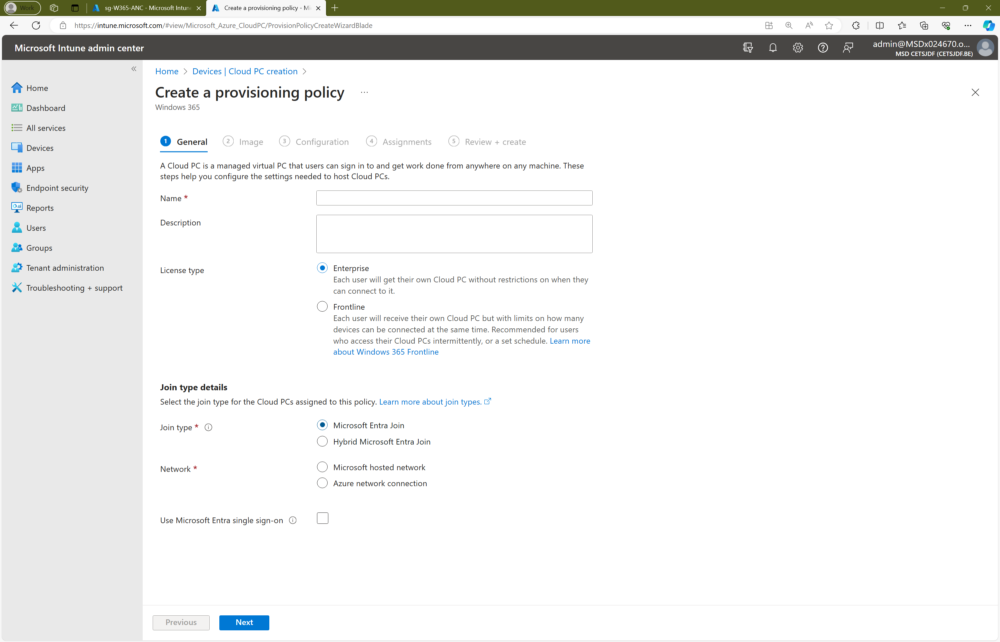 Work
sg-W365-ANC - Microsoft Intune
Create a provisioning policy - Mi
https://intune.microsoft.com/#view/Microsoft_Azure_CloudPC/ProvisionPolicyCreateWizardBlade
Microsoft Intune admin center
admin@MSDx024670.o...
MSD CETSJDF (CETSJDF.BE)
Home
Dashboard
All services
Devices
Apps
Endpoint security
Reports
Users
Groups
Tenant administration
Troubleshooting + support
Home > Devices | Cloud PC creation >
Create a provisioning policy ...
Windows 365
1 General 2 Image 3 Configuration 4 Assignments 5 Review + create
A Cloud PC is a managed virtual PC that users can sign in to and get work done from anywhere on any machine. These
steps help you configure the settings needed to host Cloud PCs.
Name *
Description
License type
Enterprise
Each user will get their own Cloud PC without restrictions on when they
can connect to it.
Frontline
Each user will receive their own Cloud PC but with limits on how many
devices can be connected at the same time. Recommended for users
who access their Cloud PCs intermittently, or a set schedule. Learn more
about Windows 365 Frontline
Join type details
Select the join type for the Cloud PCs assigned to this policy. Learn more about join types.
Join type *
Microsoft Entra Join
Hybrid Microsoft Entra Join
Network *
Microsoft hosted network
Azure network connection
Use Microsoft Entra single sign-on
Previous
Next